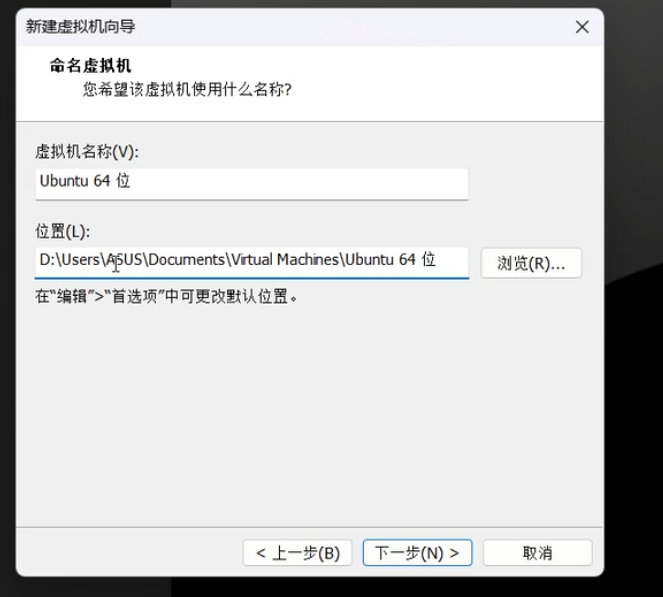 新建虚拟机向导
命名虚拟机
您希望该虚拟机使用什么名称?
虚拟机名称(V):
Ubuntu 64 位
位置(L):
D:\Users\ASUS\Documents\Virtual Machines\Ubuntu 64 位
浏览(R)...
在“编辑”>“首选项”中可更改默认位置。
< 上一步(B)
下一步(N) >
取消